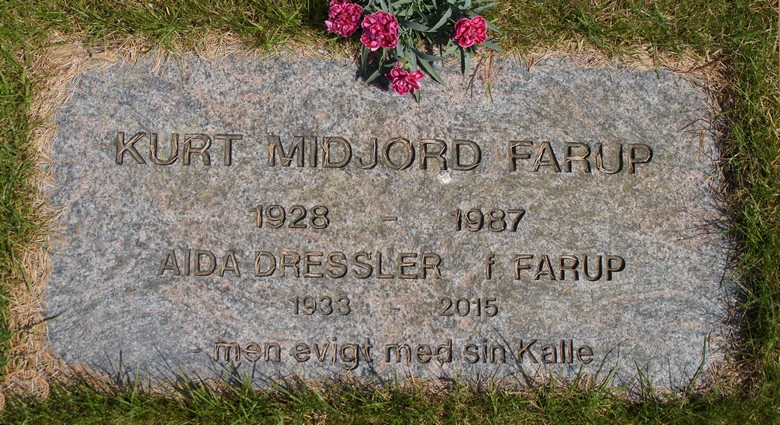 KURT MIDJORD FARUP
1928 - 1987
AIDA DRESSLER f FARUP
1933 - 2015
- men evigt med sin Kalle